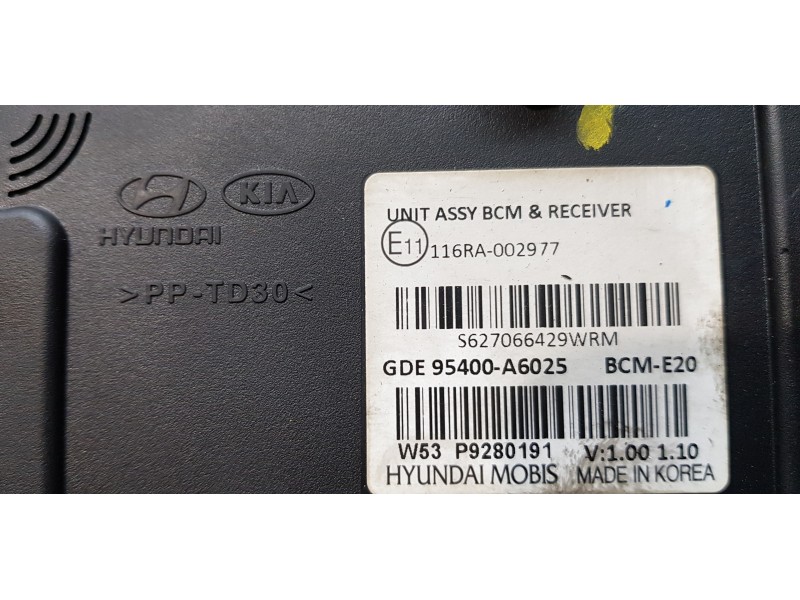 KIA
HYUNDAI
>PP-TD30<
UNIT ASSY BCM & RECEIVER
E11 116RA-002977
S627066429WRM
GDE 95400-A6025 BCM-E20
W53 P9280191 V:1.00 1.10
HYUNDAI MOBIS MADE IN KOREA